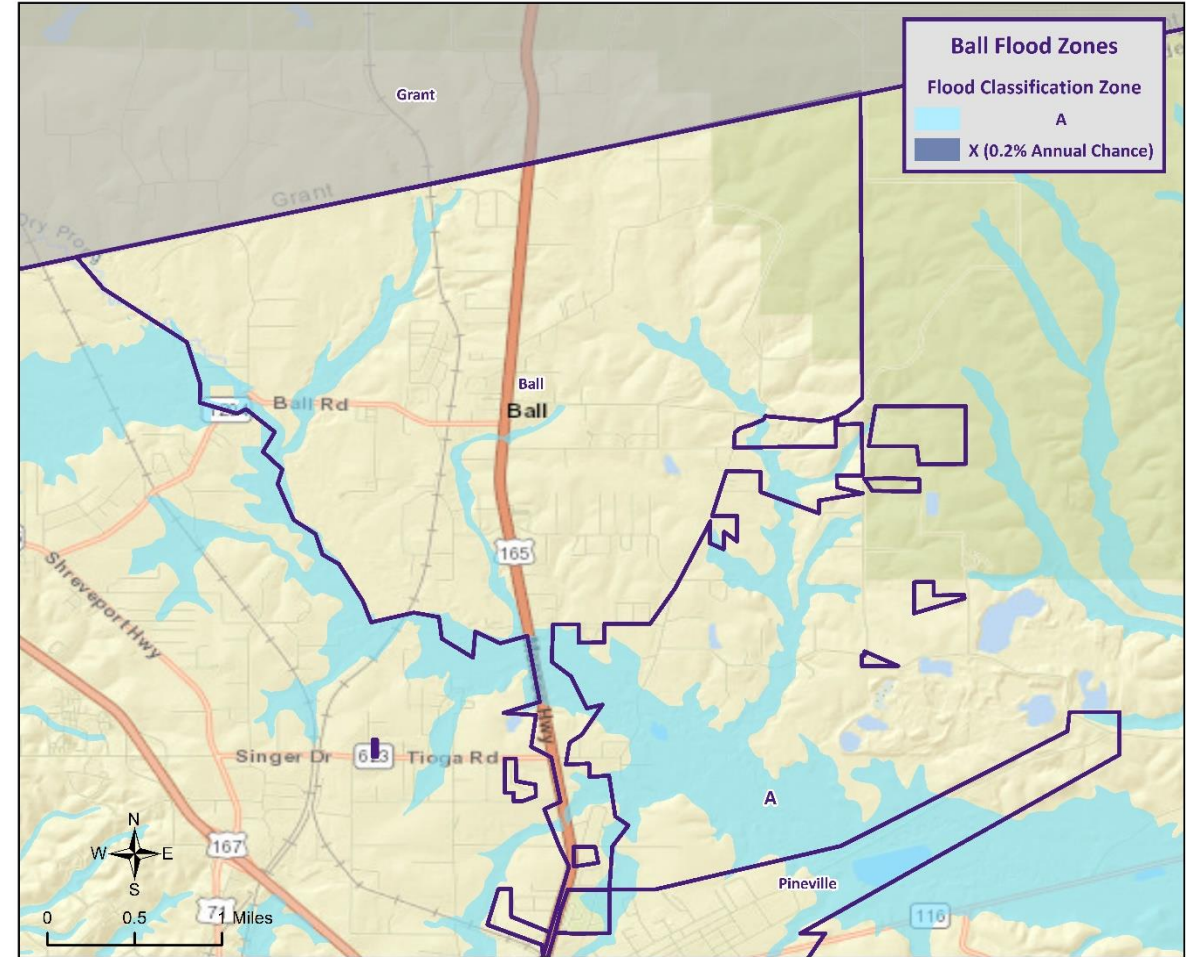 Ball Flood Zones
Flood Classification Zone
A
X (0.2% Annual Chance)
Grant
Grant
Ball
Ball Rd
Ball
165
Shreveport Hwy
Hwy
Singer Dr
623
Tioga Rd
A
N
W E
S
167
Pineville
71
116
0 0.5 1 Miles